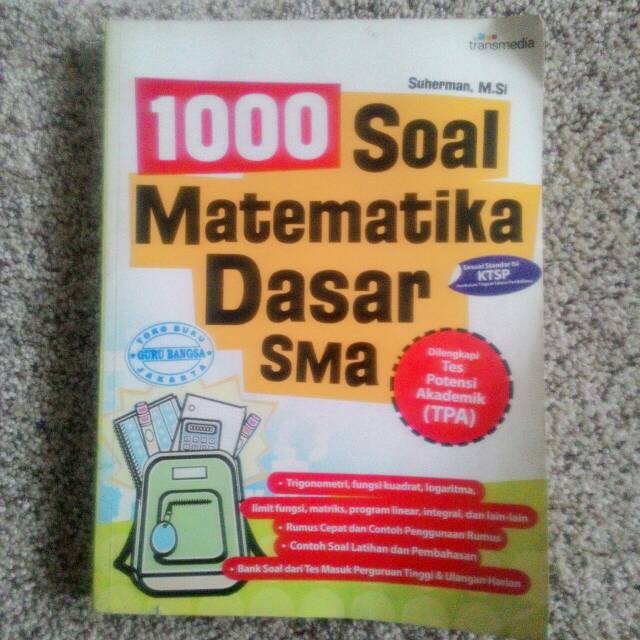 transmedia
Suherman, M.Si
1000 Soal
Matematika
Dasar
SMA
Sesuai Standar Isi
KTSP
TOKO BUKU
GURU BANGSA
JAKARTA
Dilengkapi
Tes
Potensi
Akademik
(TPA)
• Trigonometri, fungsi kuadrat, logaritma,
limit fungsi, matriks, program linear, integral, dan lain-lain
• Rumus Cepat dan Contoh Penggunaan Rumus
• Contoh Soal Latihan dan Pembahasan
• Bank Soal dari Tes Masuk Perguruan Tinggi & Ulangan Harian